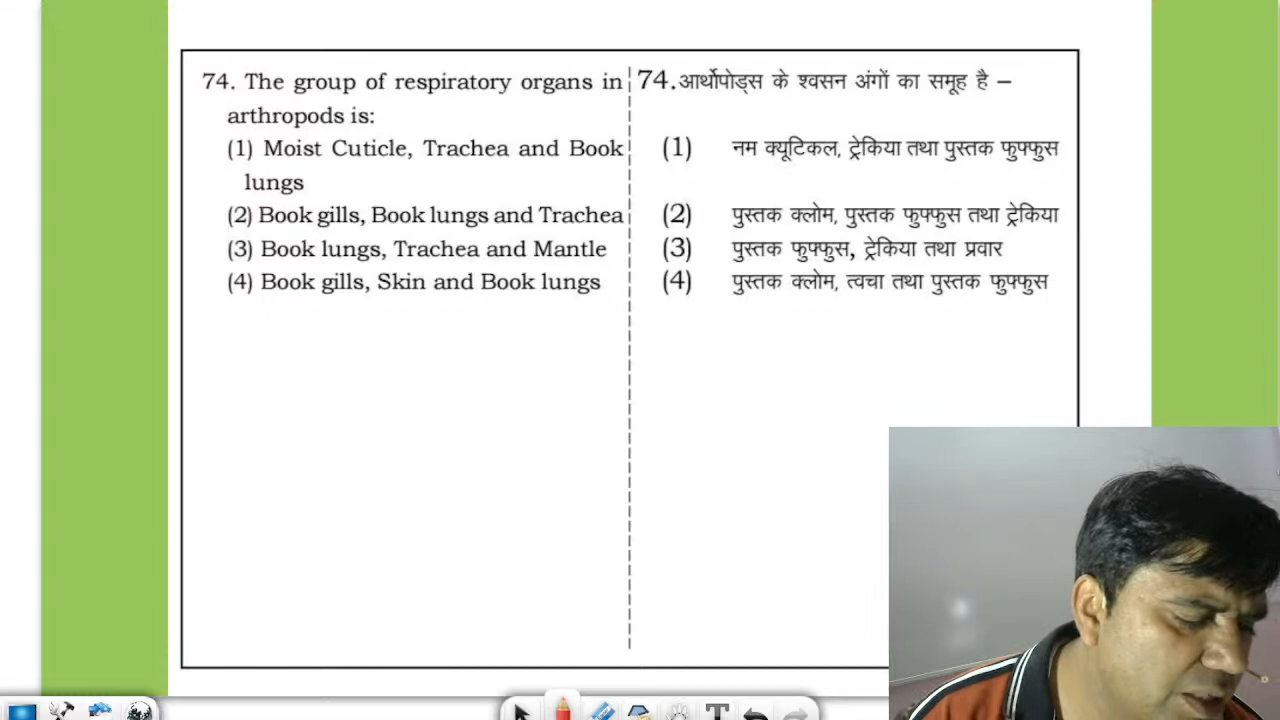 74. The group of respiratory organs in
arthropods is:
(1) Moist Cuticle, Trachea and Book
lungs
(2) Book gills, Book lungs and Trachea
(3) Book lungs, Trachea and Mantle
(4) Book gills, Skin and Book lungs
74.आर्थोपोड्स के श्वसन अंगों का समूह है –
(1) नम क्यूटिकल, ट्रेकिया तथा पुस्तक फुफ्फुस
(2) पुस्तक क्लोम, पुस्तक फुफ्फुस तथा ट्रेकिया
(3) पुस्तक फुफ्फुस, ट्रेकिया तथा प्रवार
(4) पुस्तक क्लोम, त्वचा तथा पुस्तक फुफ्फुस